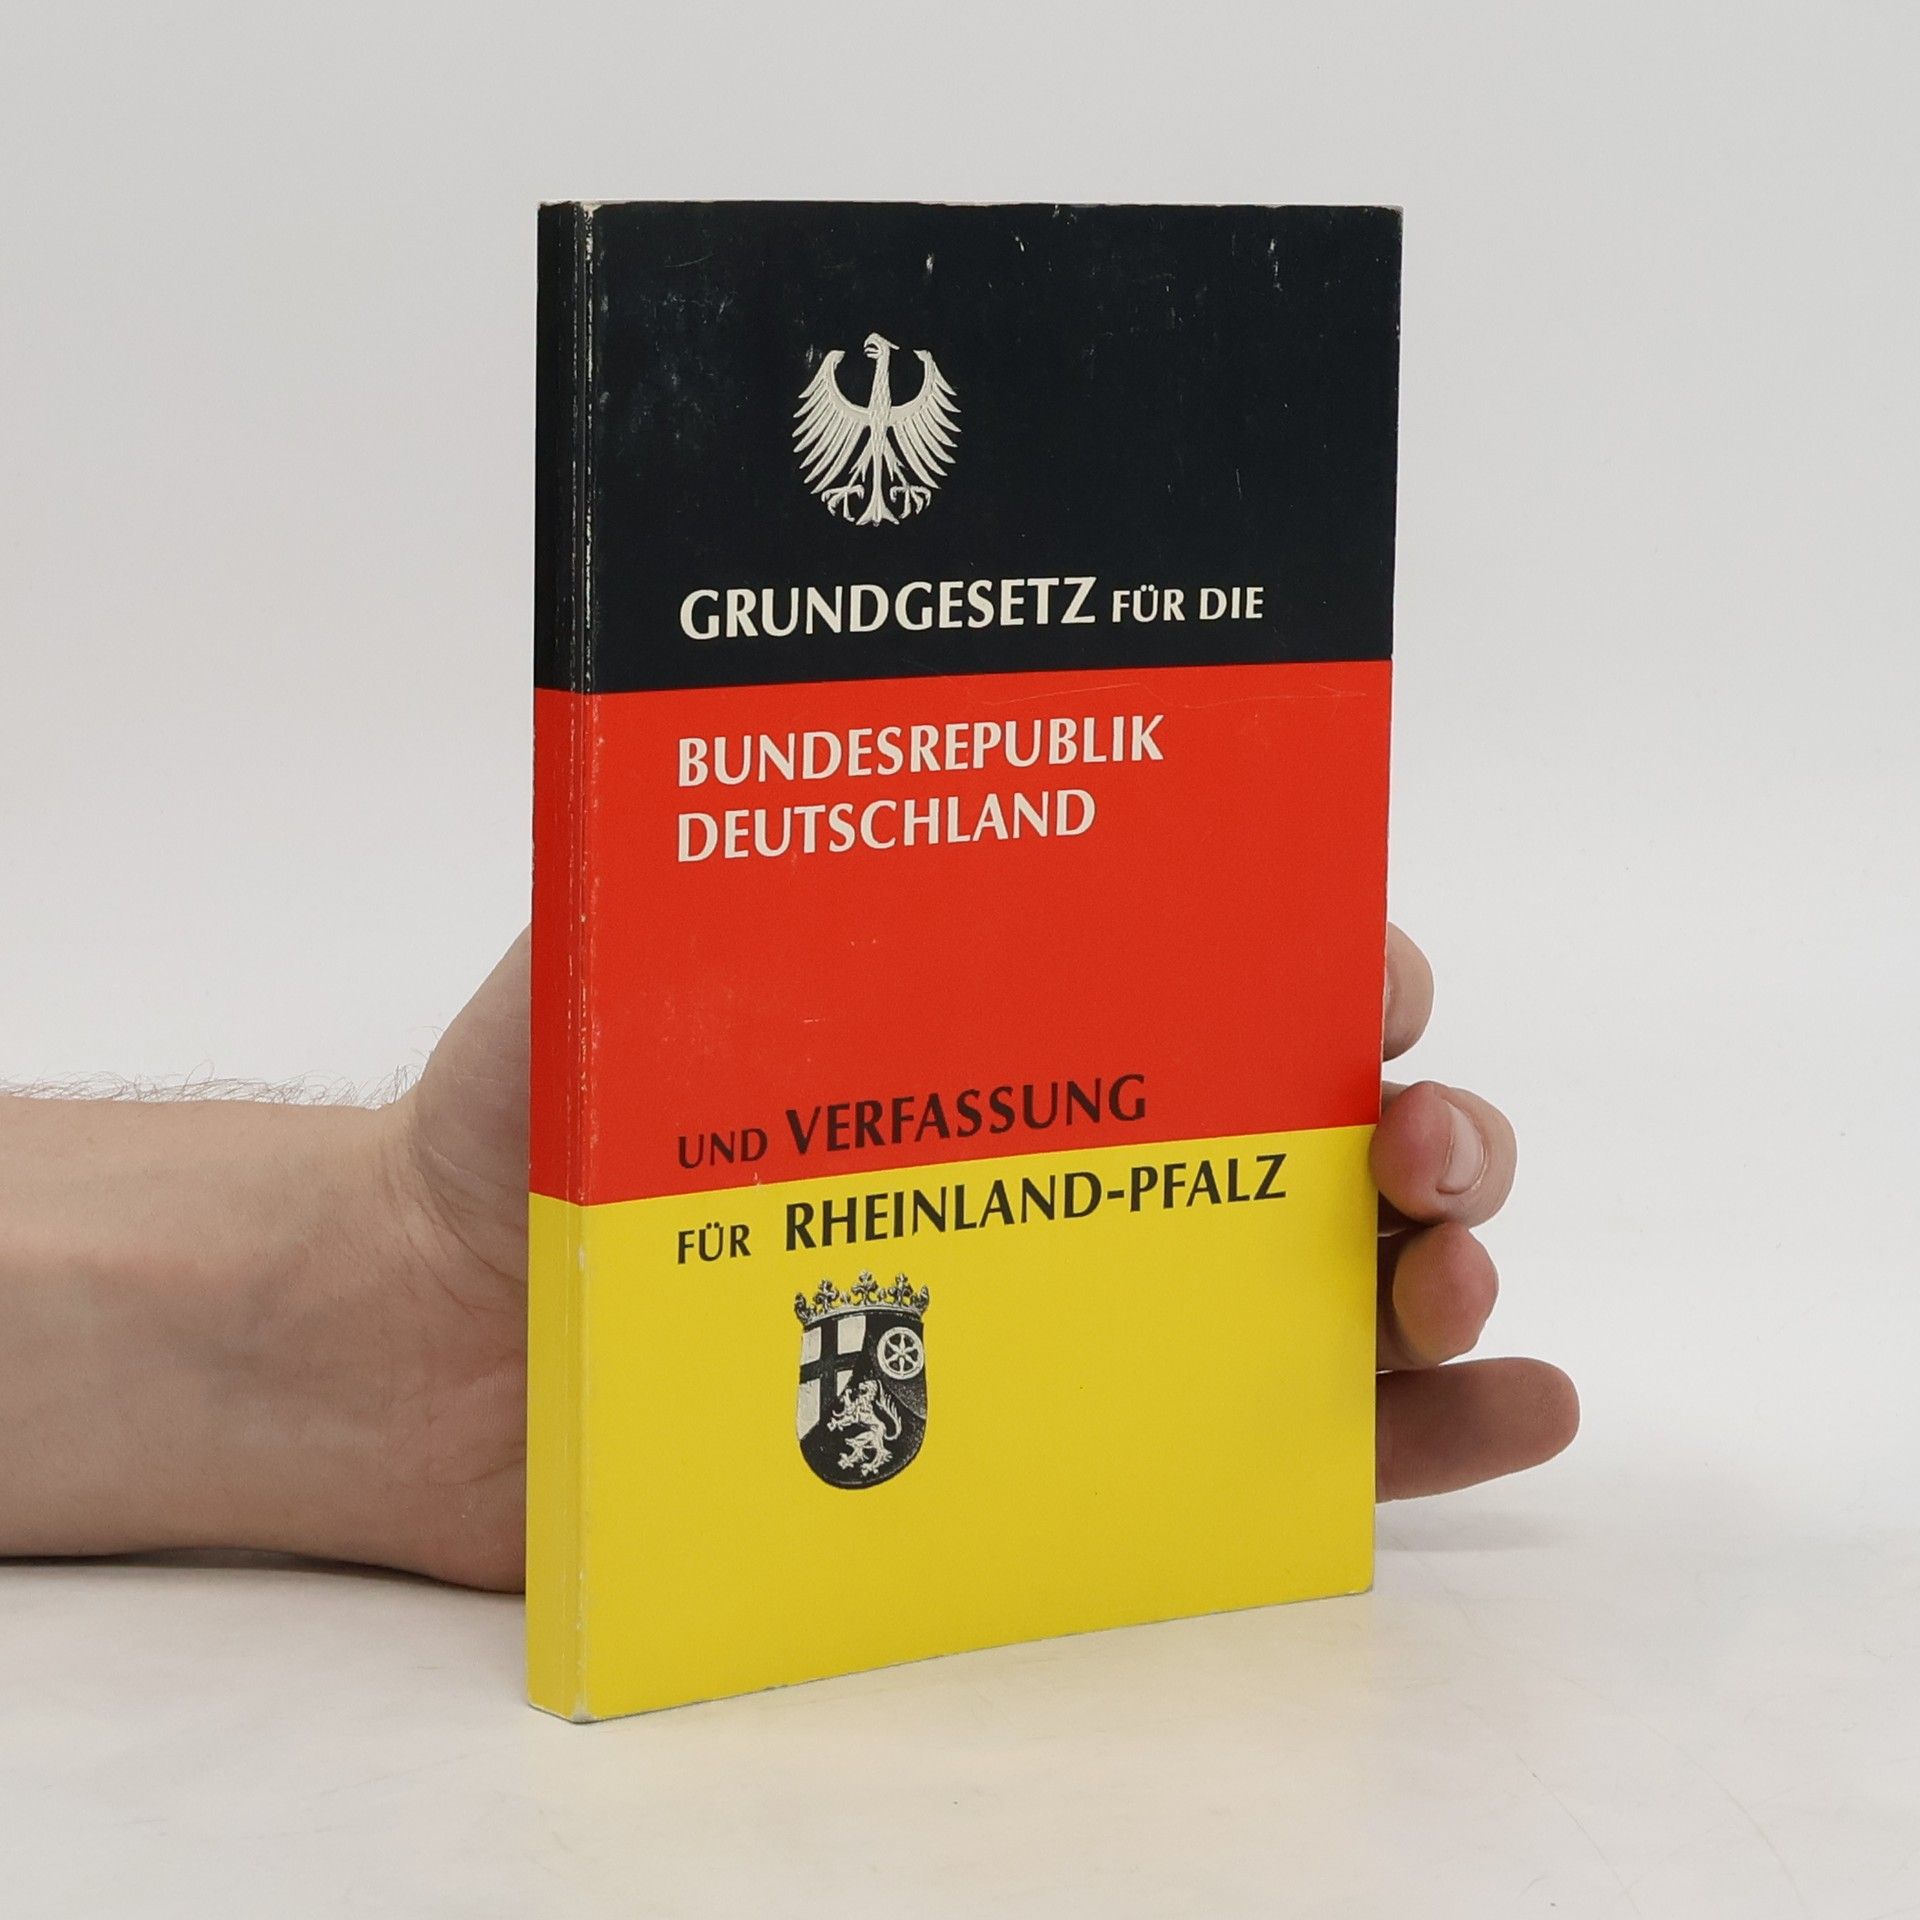 GRUNDGESETZ FÜR DIE
BUNDESREPUBLIK
DEUTSCHLAND
UND VERFASSUNG
FÜR RHEINLAND-PFALZ